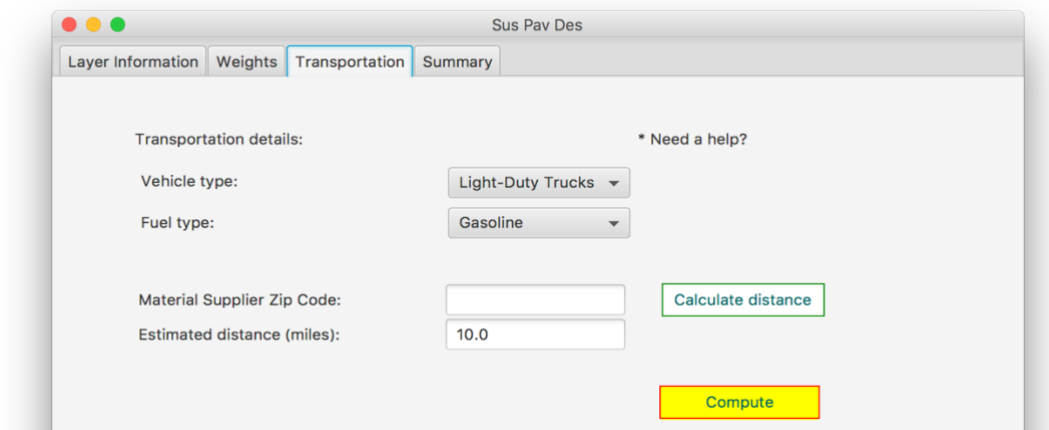 Sus Pav Des
Layer Information Weights Transportation Summary
Transportation details: * Need a help?
Vehicle type: Light-Duty Trucks
Fuel type: Gasoline
Material Supplier Zip Code: Calculate distance
Estimated distance (miles): 10.0
Compute